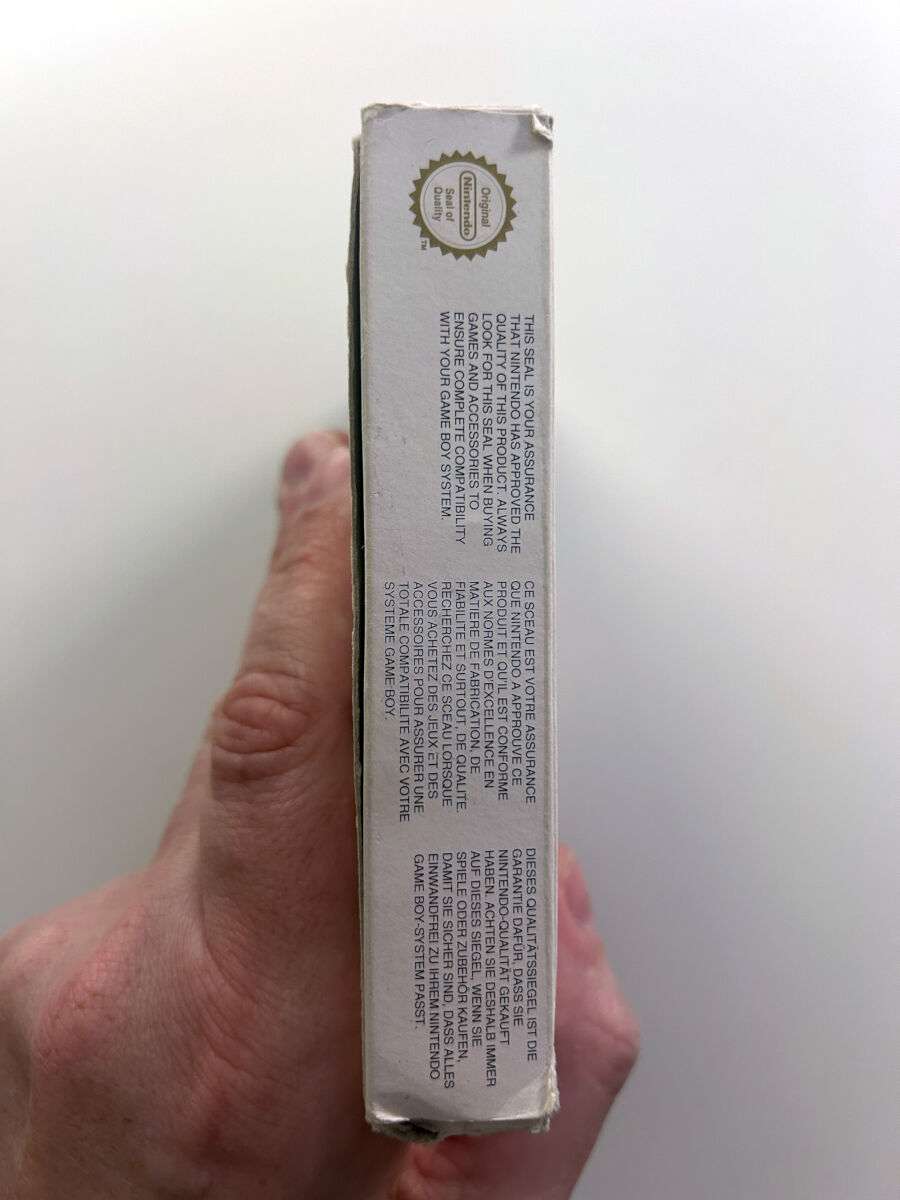 Original
Nintendo
Seal of
Quality
TM
THIS SEAL IS YOUR ASSURANCE
THAT NINTENDO HAS APPROVED THE
QUALITY OF THIS PRODUCT. ALWAYS
LOOK FOR THIS SEAL WHEN BUYING
GAMES AND ACCESSORIES TO
ENSURE COMPLETE COMPATIBILITY
WITH YOUR GAME BOY SYSTEM.
CE SCEAU EST VOTRE ASSURANCE
QUE NINTENDO A APPROUVE CE
PRODUIT ET QU'IL EST CONFORME
AUX NORMES D'EXCELLENCE EN
MATIERE DE FABRICATION, DE
FIABILITE ET SURTOUT, DE QUALITE.
RECHERCHEZ CE SCEAU LORSQUE
VOUS ACHETEZ DES JEUX ET DES
ACCESSOIRES POUR ASSURER UNE
TOTALE COMPATIBILITE AVEC VOTRE
SYSTEME GAME BOY.
DIESES QUALITÄTSSIEGEL IST DIE
GARANTIE DAFÜR, DASS SIE
NINTENDO-QUALITÄT GEKAUFT
HABEN. ACHTEN SIE DESHALB IMMER
AUF DIESES SIEGEL, WENN SIE
SPIELE ODER ZUBEHÖR KAUFEN,
DAMIT SIE SICHER SIND, DASS ALLES
EINWANDFREI ZU IHREM NINTENDO
GAME BOY-SYSTEM PASST.